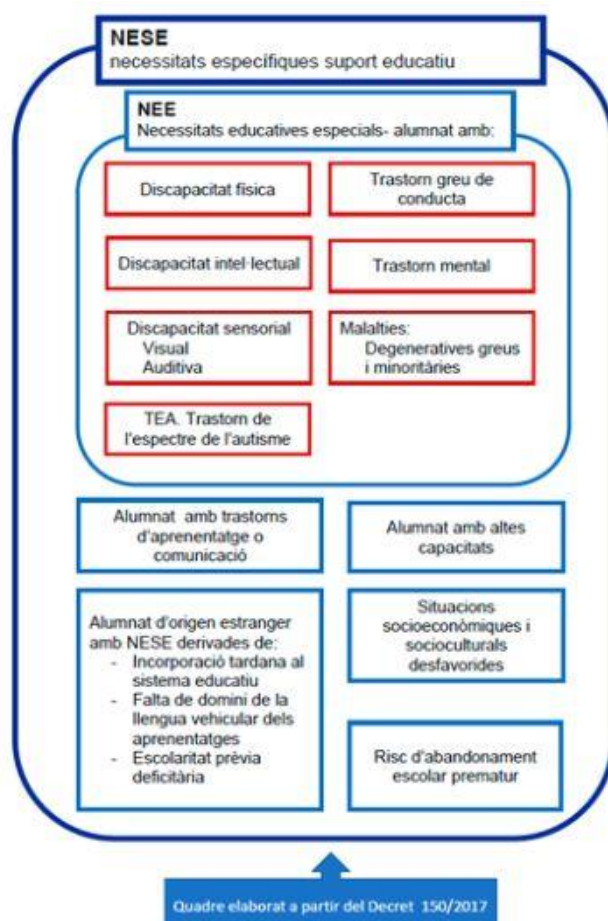 NESE
necessitats específiques suport educatiu
NEE
Necessitats educatives especials- alumnat amb:
Discapacitat física
Trastorn greu de
conducta
Discapacitat intel·lectual
Trastorn mental
Discapacitat sensorial
Visual
Auditiva
Malalties:
Degeneratives greus
i minoritàries
TEA. Trastorn de
l'espectre de l'autisme
Alumnat amb trastorns
d'aprenentatge o
comunicació
Alumnat amb altes
capacitats
Alumnat d'origen estranger
amb NESE derivades de:
- Incorporació tardana al
sistema educatiu
- Falta de domini de la
llengua vehicular dels
aprenentatges
- Escolaritat prèvia
deficitària
Situacions
socioeconòmiques i
socioculturals
desfavorides
Risc d'abandonament
escolar prematur
Quadre elaborat a partir del Decret 150/2017